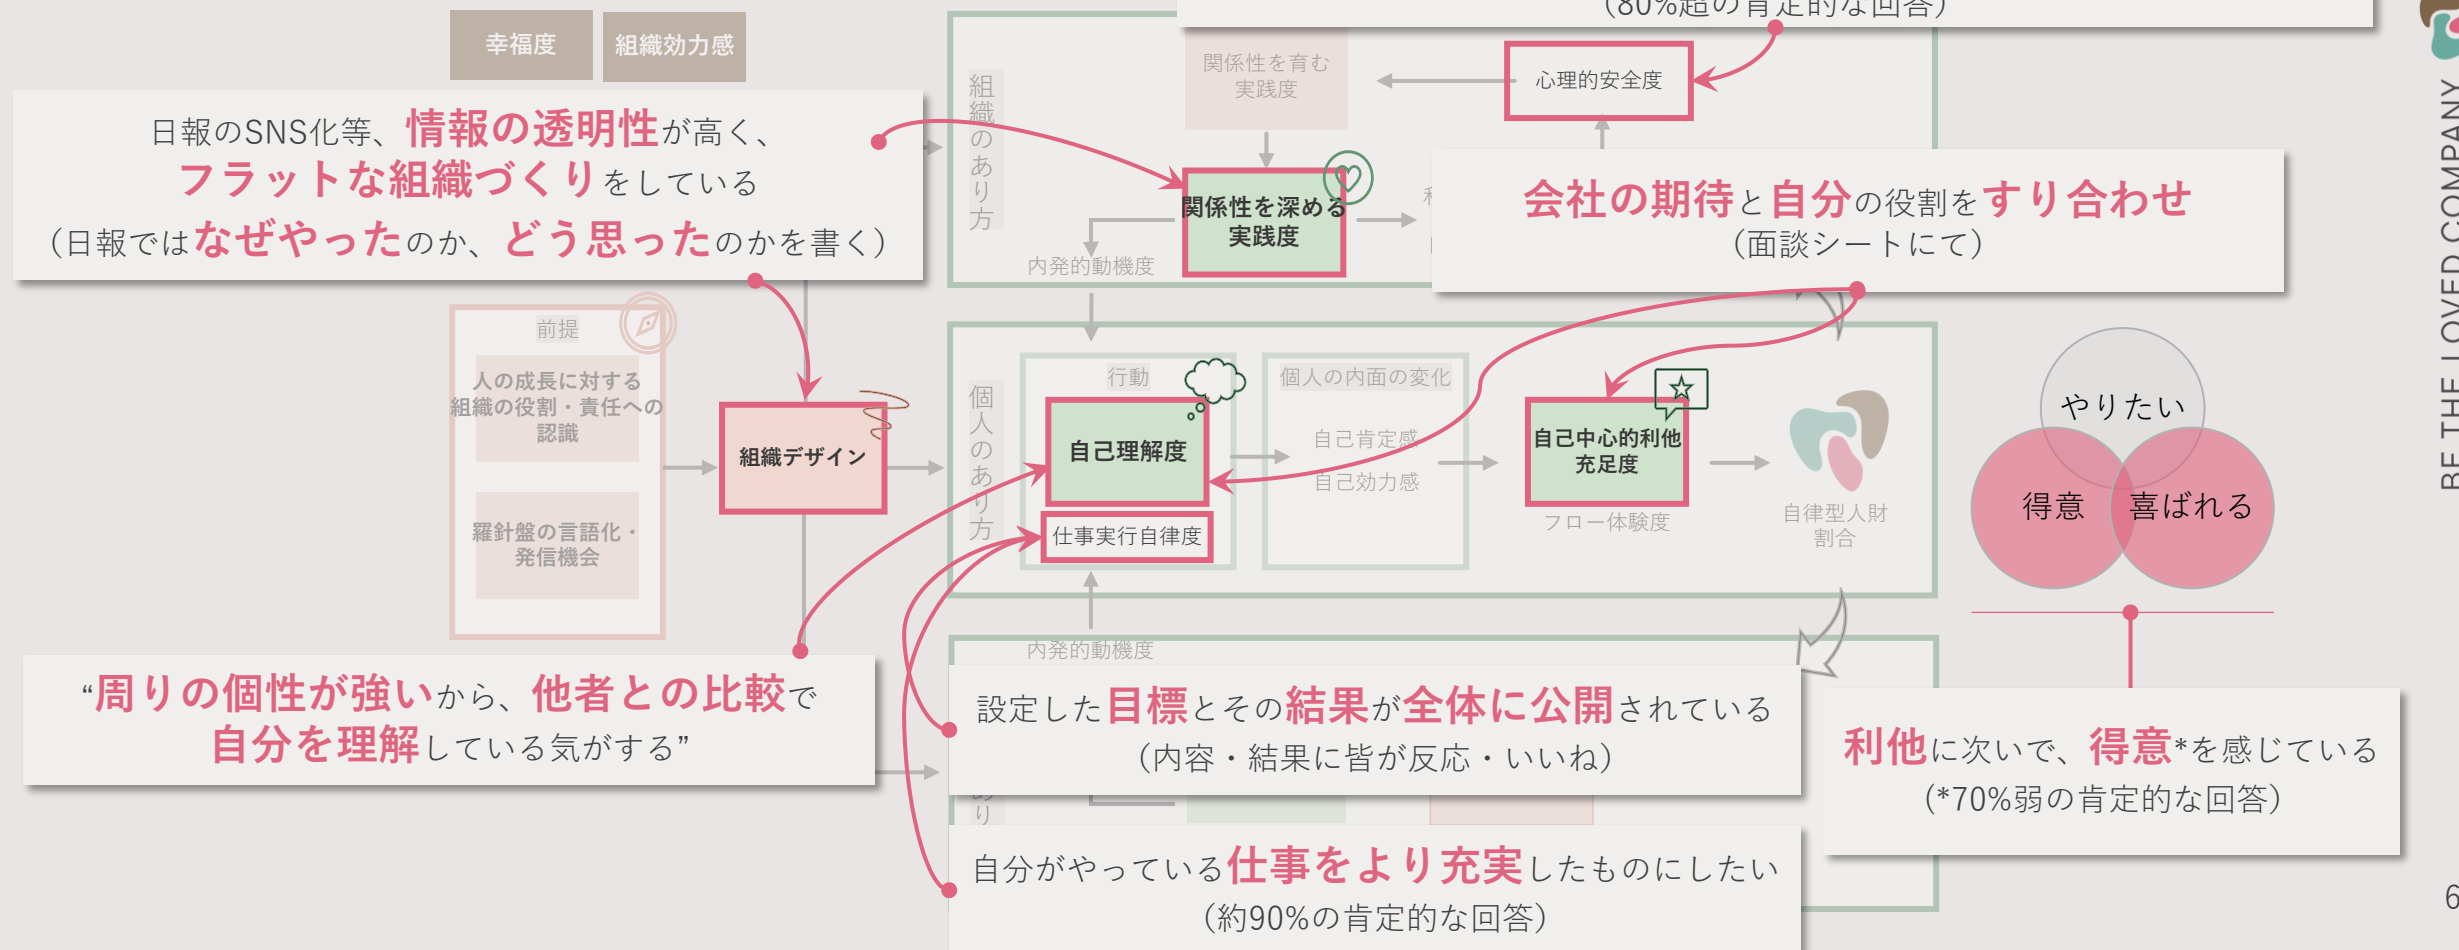 (80%超の肯定的な回答)
幸福度
組織効力感
組織のあり方
関係性を育む
実践度
心理的安全度
日報のSNS化等、情報の透明性が高く、
フラットな組織づくりをしている
(日報ではなぜやったのか、どう思ったのかを書く)
関係性を深める
実践度
内発的動機度
会社の期待と自分の役割をすり合わせ
(面談シートにて)
前提
人の成長に対する
組織の役割・責任への
認識
羅針盤の言語化・
発信機会
組織デザイン
個人のあり方
行動
自己理解度
仕事実行自律度
個人の内面の変化
自己肯定感
自己効力感
自己中心的利他
充足度
フロー体験度
自律型人財
割合
やりたい
得意
喜ばれる
内発的動機度
“周りの個性が強いから、他者との比較で
自分を理解している気がする”
設定した目標とその結果が全体に公開されている
(内容・結果に皆が反応・いいね)
あり
自分がやっている仕事をより充実したものにしたい
(約90%の肯定的な回答)
利他に次いで、得意*を感じている
(*70%弱の肯定的な回答)
BE THE LOVED COMPANY
6